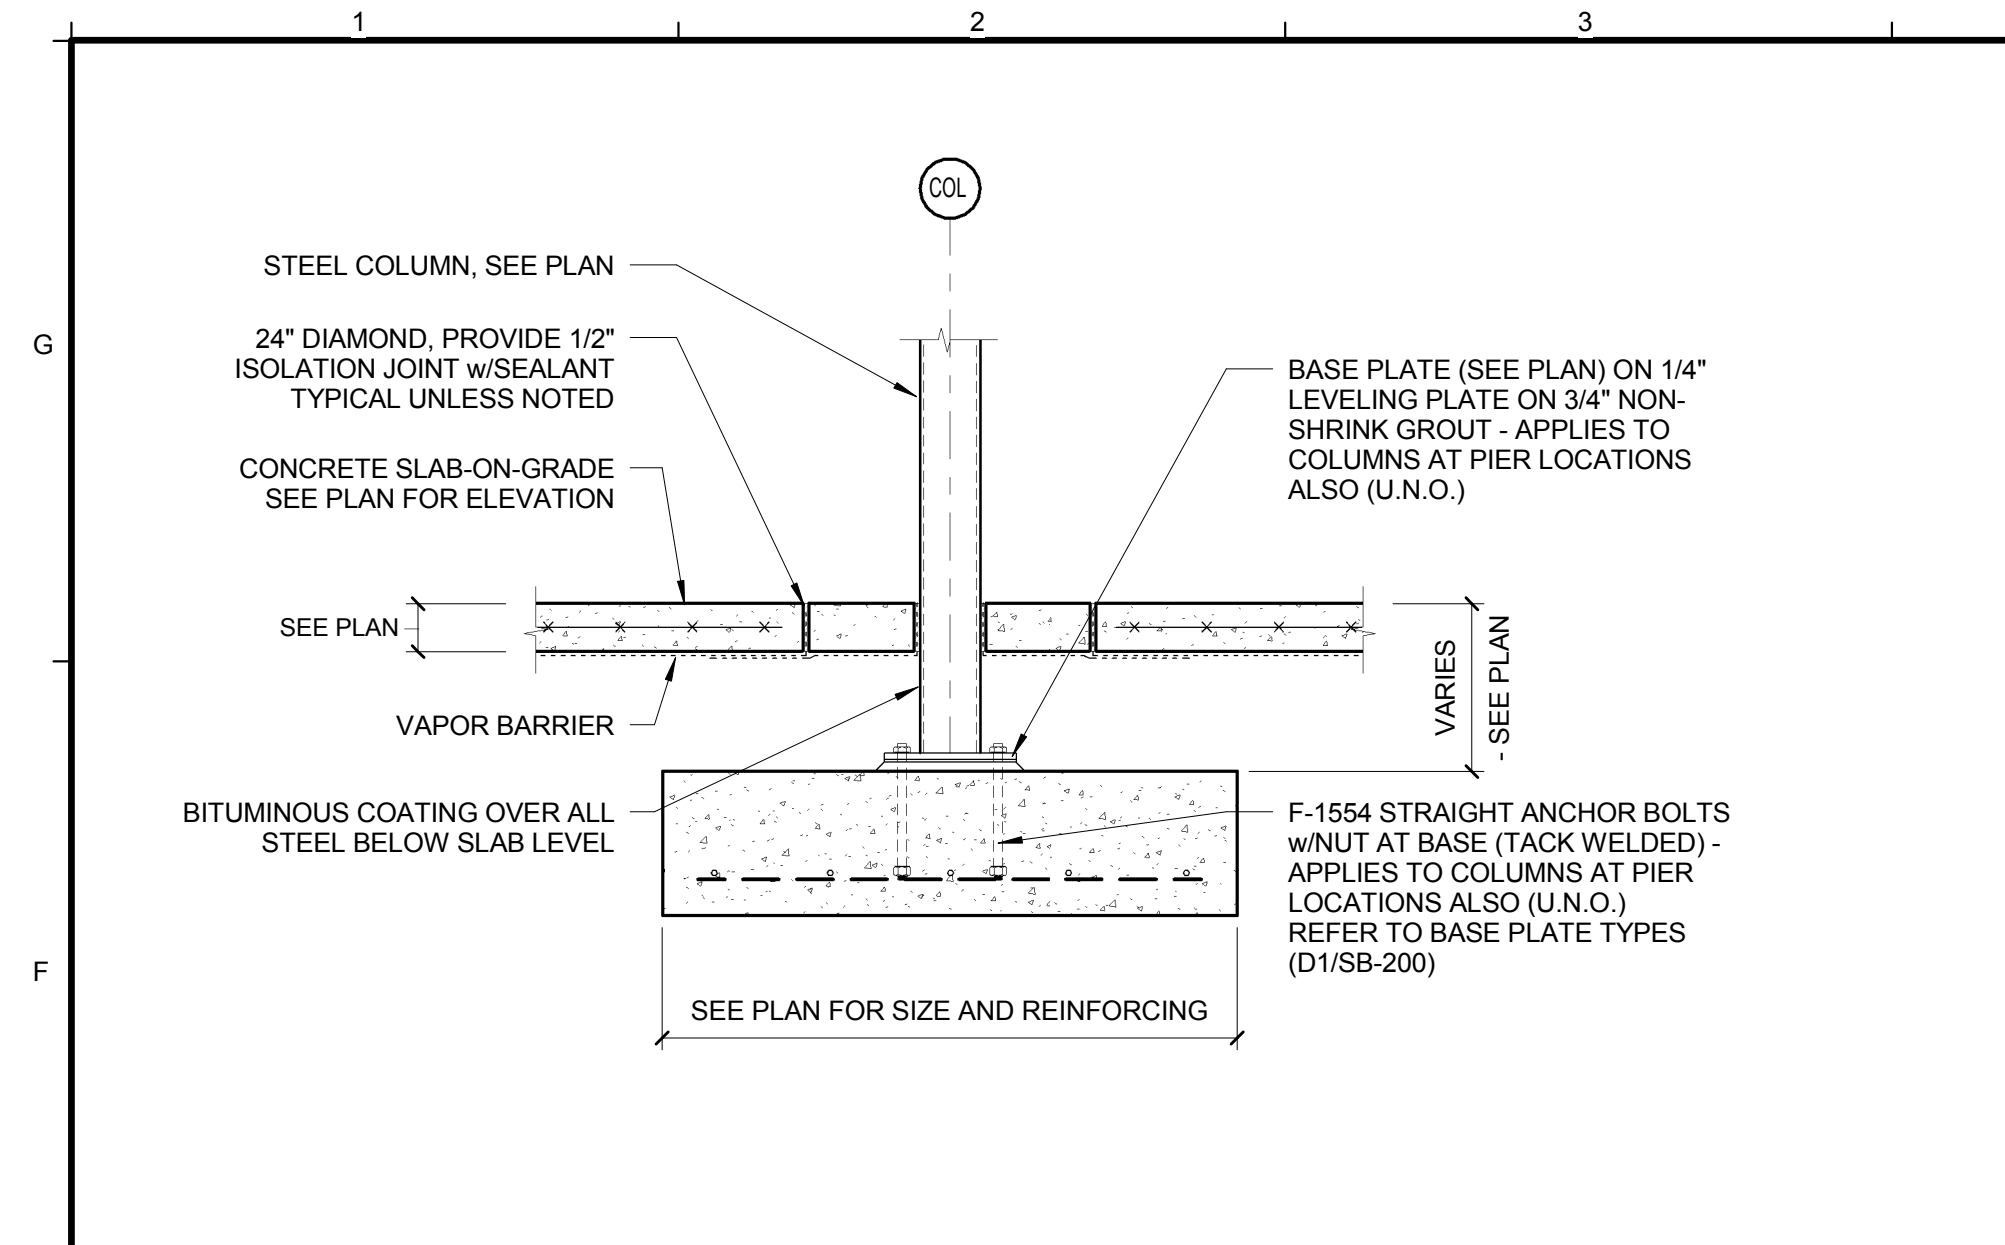 1
2
3
G
F
COL
STEEL COLUMN, SEE PLAN
24" DIAMOND, PROVIDE 1/2"
ISOLATION JOINT w/SEALANT
TYPICAL UNLESS NOTED
CONCRETE SLAB-ON-GRADE
SEE PLAN FOR ELEVATION
SEE PLAN
VAPOR BARRIER
BITUMINOUS COATING OVER ALL
STEEL BELOW SLAB LEVEL
BASE PLATE (SEE PLAN) ON 1/4"
LEVELING PLATE ON 3/4" NON-
SHRINK GROUT - APPLIES TO
COLUMNS AT PIER LOCATIONS
ALSO (U.N.O.)
VARIES
- SEE PLAN
F-1554 STRAIGHT ANCHOR BOLTS
w/NUT AT BASE (TACK WELDED) -
APPLIES TO COLUMNS AT PIER
LOCATIONS ALSO (U.N.O.)
REFER TO BASE PLATE TYPES
(D1/SB-200)
SEE PLAN FOR SIZE AND REINFORCING